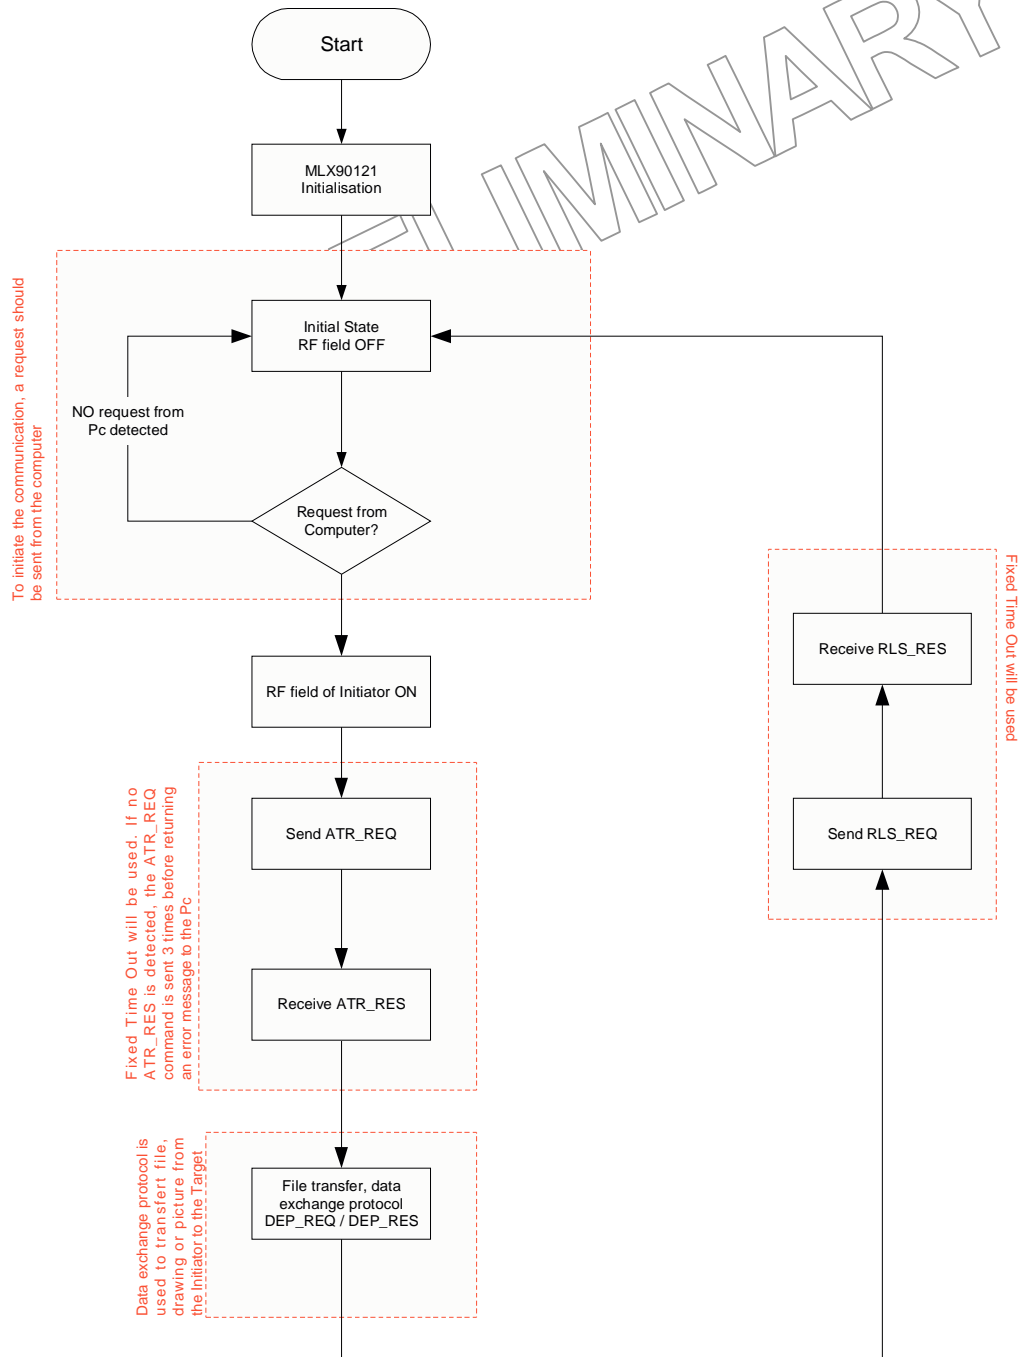 Start
ELIMINARY
MLX90121
Initialisation
To initiate the communication, a request should
be sent from the computer
Initial State
RF field OFF
NO request from
Pc detected
Request from
Computer?
RF field of Initiator ON
Fixed Time Out will be used
Receive RLS_RES
Send RLS_REQ
Fixed Time Out will be used. If no
ATR_RES is detected, the ATR_REQ
command is sent 3 times before returning
an error message to the Pc
Send ATR_REQ
Receive ATR_RES
Data exchange protocol is
used to transfert file,
drawing or picture from
the Initiator to the Target
File transfer, data
exchange protocol
DEP_REQ / DEP_RES